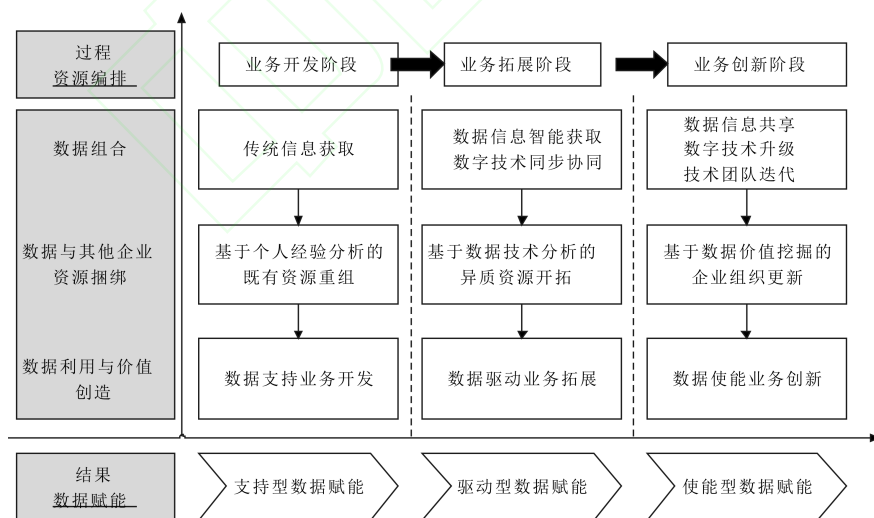 过程
资源编排
业务开发阶段
业务拓展阶段
业务创新阶段
数据组合
传统信息获取
数据信息智能获取
数字技术同步协同
数据信息共享
数字技术升级
技术团队迭代
数据与其他企业
资源捆绑
基于个人经验分析的
既有资源重组
基于数据技术分析的
异质资源开拓
基于数据价值挖掘的
企业组织更新
数据利用与价值
创造
数据支持业务开发
数据驱动业务拓展
数据使能业务创新
结果
数据赋能
支持型数据赋能
驱动型数据赋能
使能型数据赋能